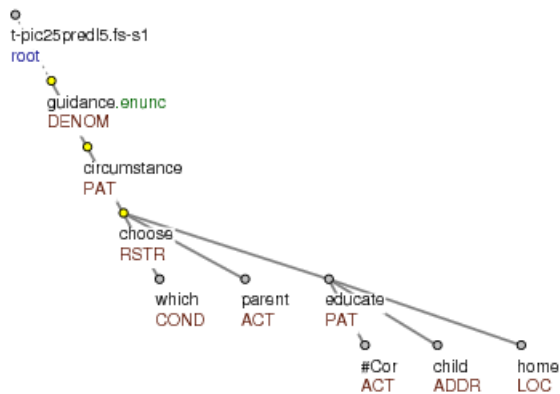 t-pic25predl5.fs-s1
root
guidance.enunc
DENOM
circumstance
PAT
choose
RSTR
which parent educate
COND ACT PAT
#Cor child home
ACT ADDR LOC